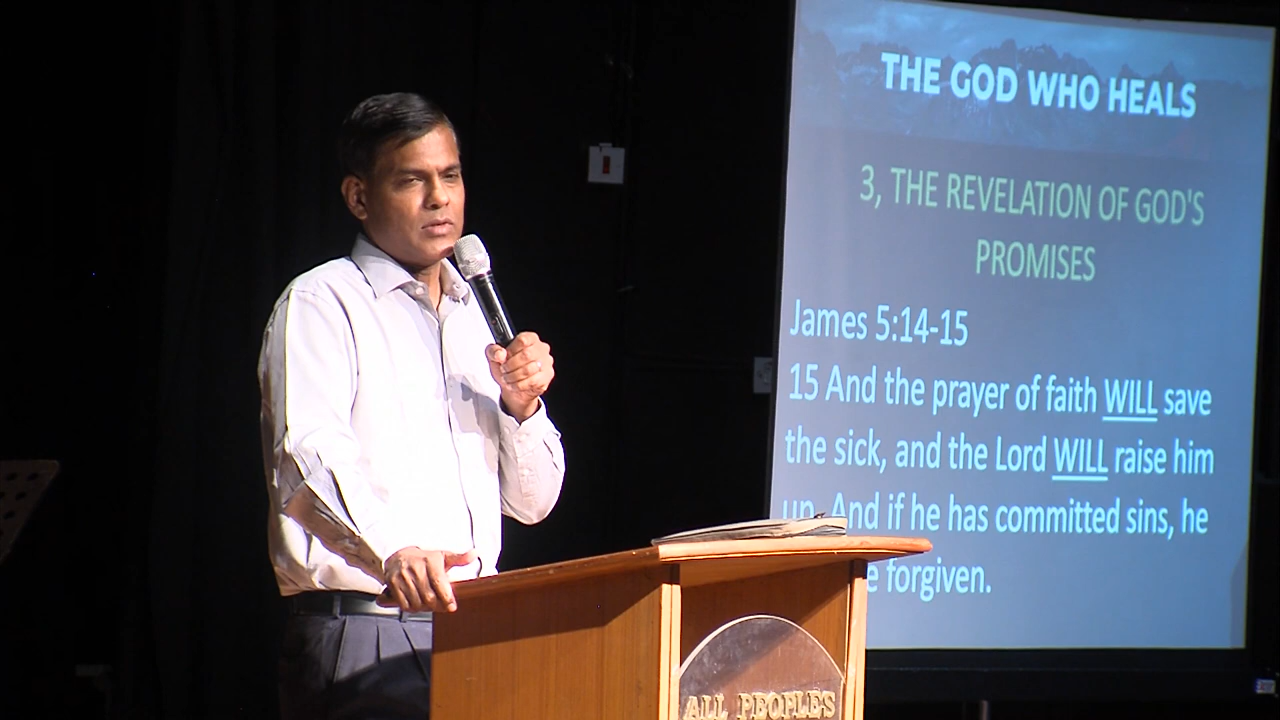 THE GOD WHO HEALS
3, THE REVELATION OF GOD'S
PROMISES
James 5:14-15
15 And the prayer of faith WILL save
the sick, and the Lord WILL raise him
up. And if he has committed sins, he
forgiven.
ALL PEOPLE'S